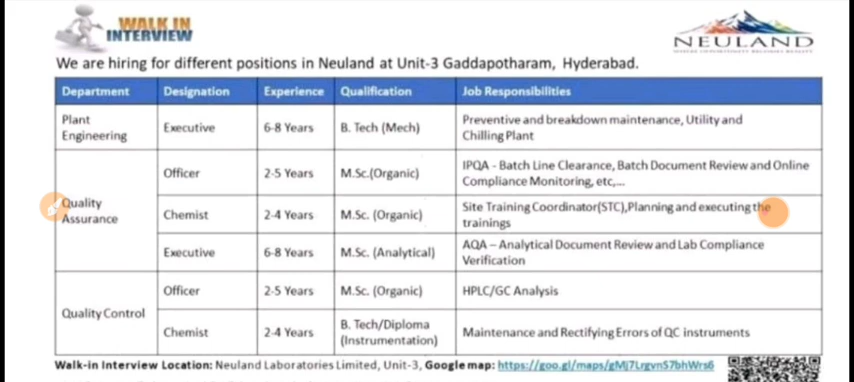 WALK IN
INTERVIEW
NEULAND
We are hiring for different positions in Neuland at Unit-3 Gaddapotharam, Hyderabad.
Department Designation Experience Qualification Job Responsibilities
Plant
Engineering
Executive 6-8 Years B. Tech (Mech)
Preventive and breakdown maintenance, Utility and
Chilling Plant
Quality
Assurance
Officer 2-5 Years M.Sc.(Organic)
IPQA - Batch Line Clearance, Batch Document Review and Online
Compliance Monitoring, etc,...
Chemist 2-4 Years M.Sc. (Organic)
Site Training Coordinator(STC),Planning and executing the
trainings
Executive 6-8 Years M.Sc. (Analytical)
AQA – Analytical Document Review and Lab Compliance
Verification
Quality Control
Officer 2-5 Years M.Sc. (Organic) HPLC/GC Analysis
Chemist 2-4 Years
B. Tech/Diploma
(Instrumentation)
Maintenance and Rectifying Errors of QC instruments
Walk-in Interview Location: Neuland Laboratories Limited, Unit-3, Google map: https://goo.gl/maps/gMj7LrgvnS7bhWrs6